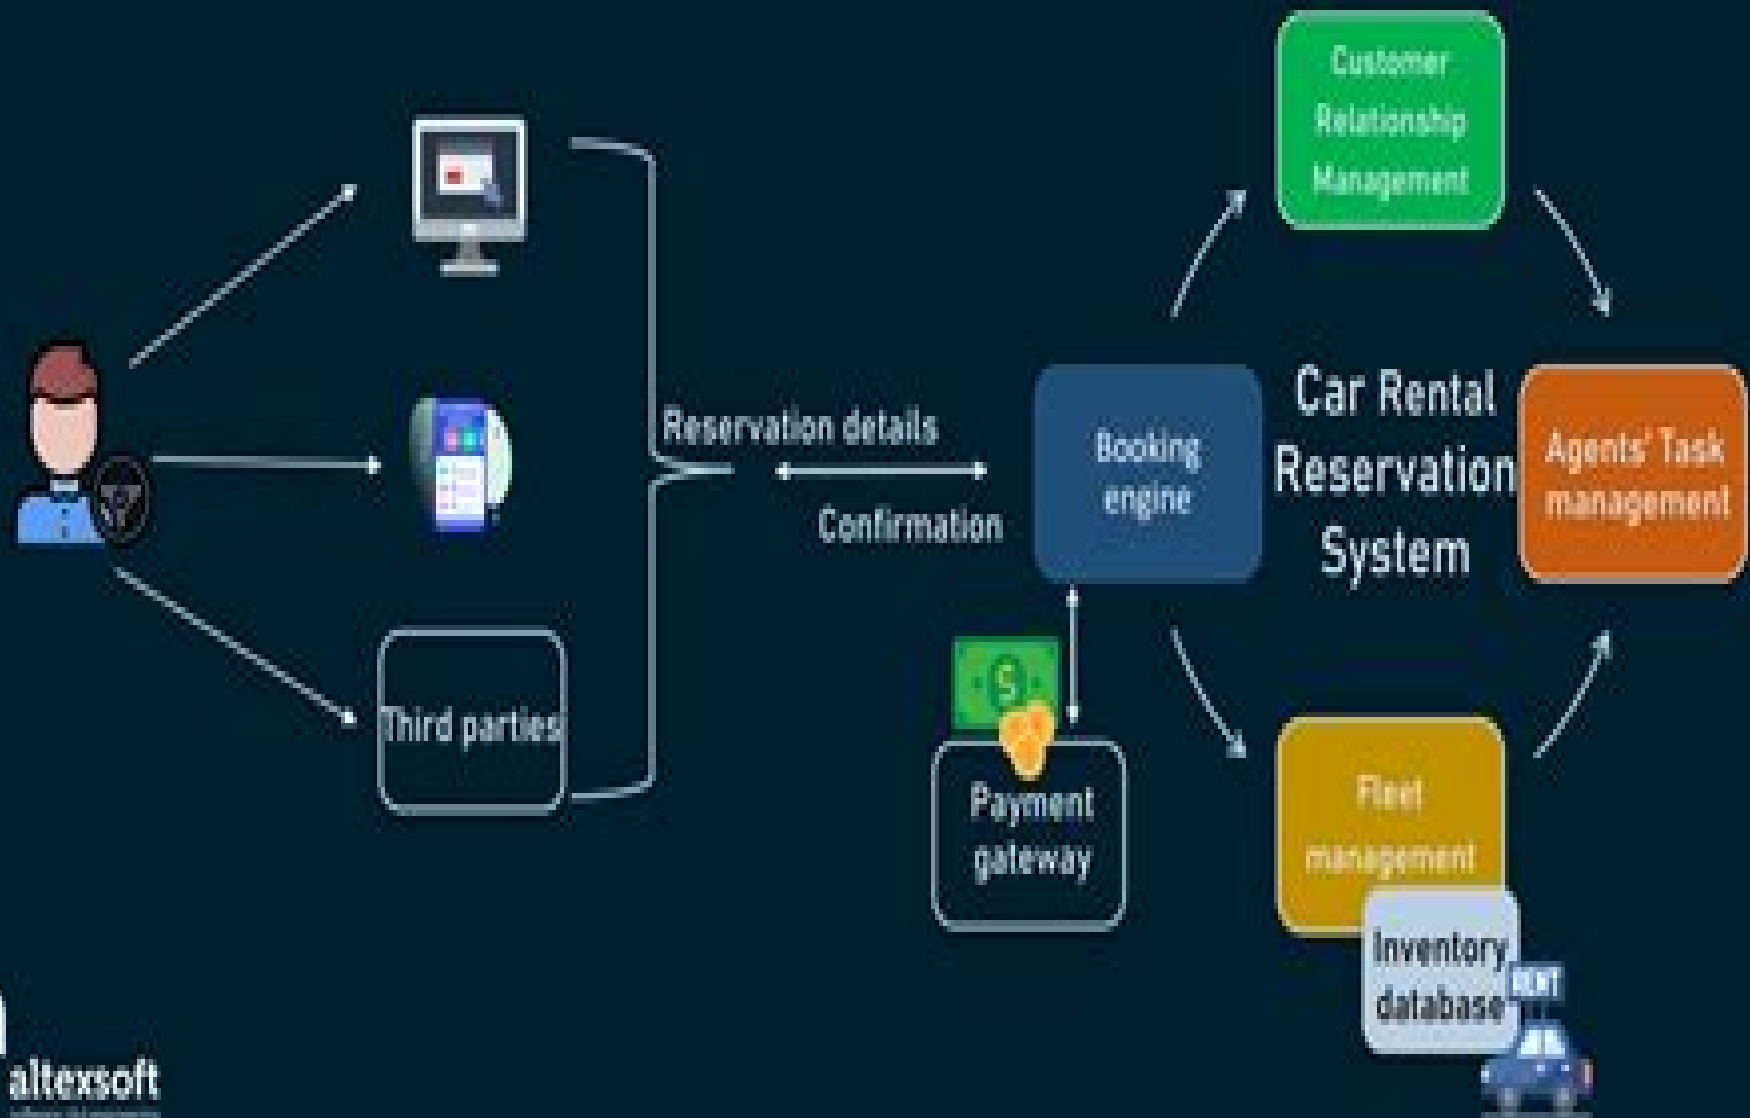 Customer
Relationship
Management
Reservation details
Confirmation
Booking
engine
Car Rental
Reservation
System
Agents' Task
management
Third parties
Payment
gateway
Fleet
management
Inventory
database
RENT
altexsoft